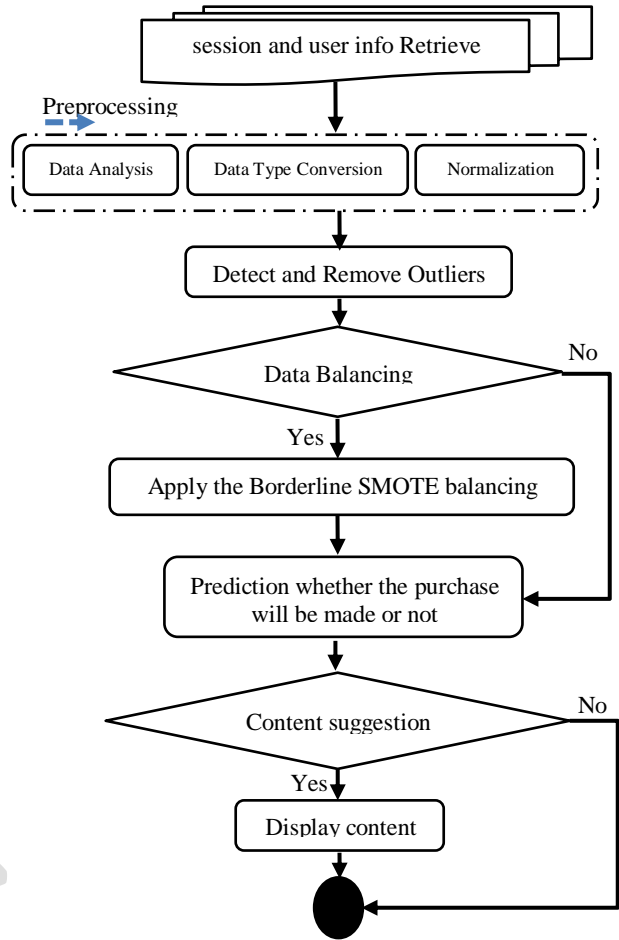 session and user info Retrieve
Preprocessing
Data Analysis
Data Type Conversion
Normalization
Detect and Remove Outliers
Data Balancing
No
Yes
Apply the Borderline SMOTE balancing
Prediction whether the purchase
will be made or not
Content suggestion
No
Yes
Display content